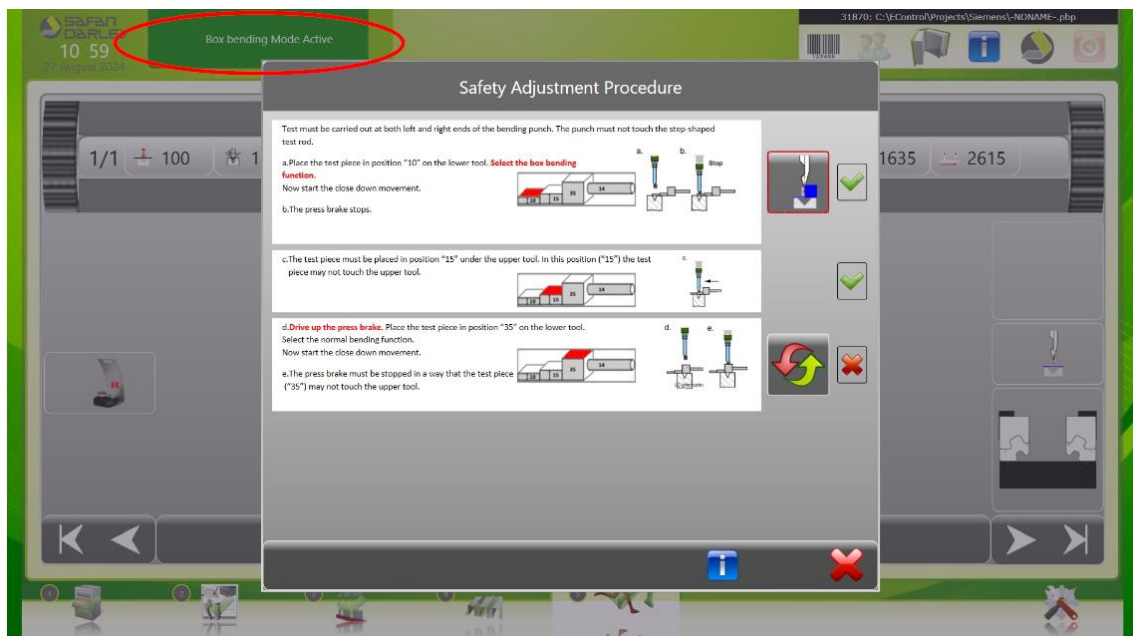 SAFAN
DARLEY
10 59
27 August 2024
Box bending Mode Active
31870: C:\EControl\Projects\Siemens\-NONAME-.pbp
Safety Adjustment Procedure
1/1 100 1
1635 2615
Test must be carried out at both left and right ends of the bending punch. The punch must not touch the step-shaped
test rod.
a.Place the test piece in position "10" on the lower tool. Select the box bending
function.
Now start the close down movement.
b.The press brake stops.
a. b.
Stop
10 15 35 14
c.The test piece must be placed in position "15" under the upper tool. In this position ("15") the test
piece may not touch the upper tool.
c.
10 15 35 14
d.Drive up the press brake. Place the test piece in position "35" on the lower tool.
Select the normal bending function.
Now start the close down movement.
e.The press brake must be stopped in a way that the test piece
("35") may not touch the upper tool.
d. e.
10 15 35 14
R
i
1 2 3 4 5